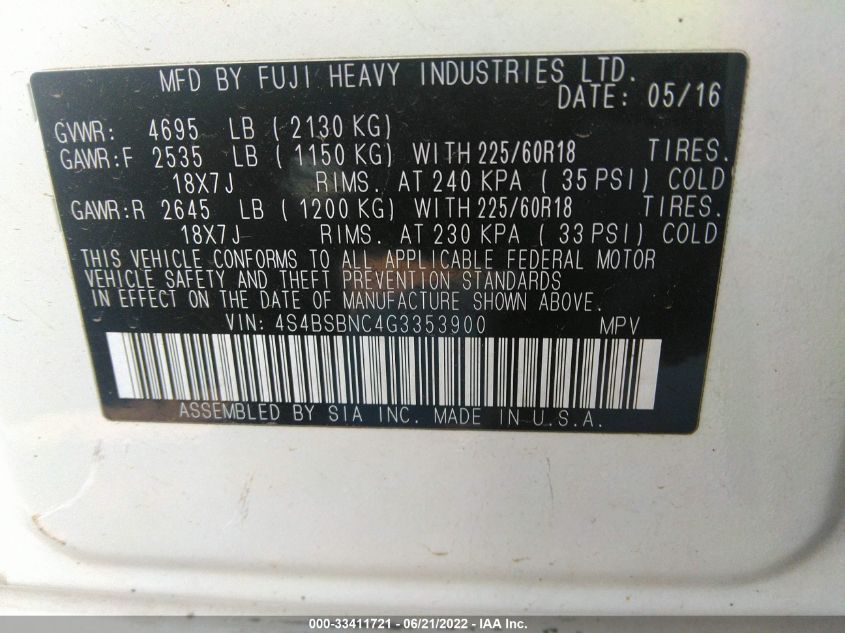 MFD BY FUJI HEAVY INDUSTRIES LTD.
DATE: 05/16
GVWR: 4695 LB ( 2130 KG)
GAWR:F 2535 LB ( 1150 KG) WITH 225/60R18 TIRES.
18X7J RIMS. AT 240 KPA ( 35 PSI) COLD
GAWR:R 2645 LB ( 1200 KG) WITH 225/60R18 TIRES.
18X7J RIMS. AT 230 KPA ( 33 PSI) COLD
THIS VEHICLE CONFORMS TO ALL APPLICABLE FEDERAL MOTOR
VEHICLE SAFETY AND THEFT PREVENTION STANDARDS
IN EFFECT ON THE DATE OF MANUFACTURE SHOWN ABOVE.
VIN: 4S4BSBNC4G3353900 MPV
ASSEMBLED BY SIA INC. MADE IN U.S.A.
000-33411721 - 06/21/2022 - IAA Inc.